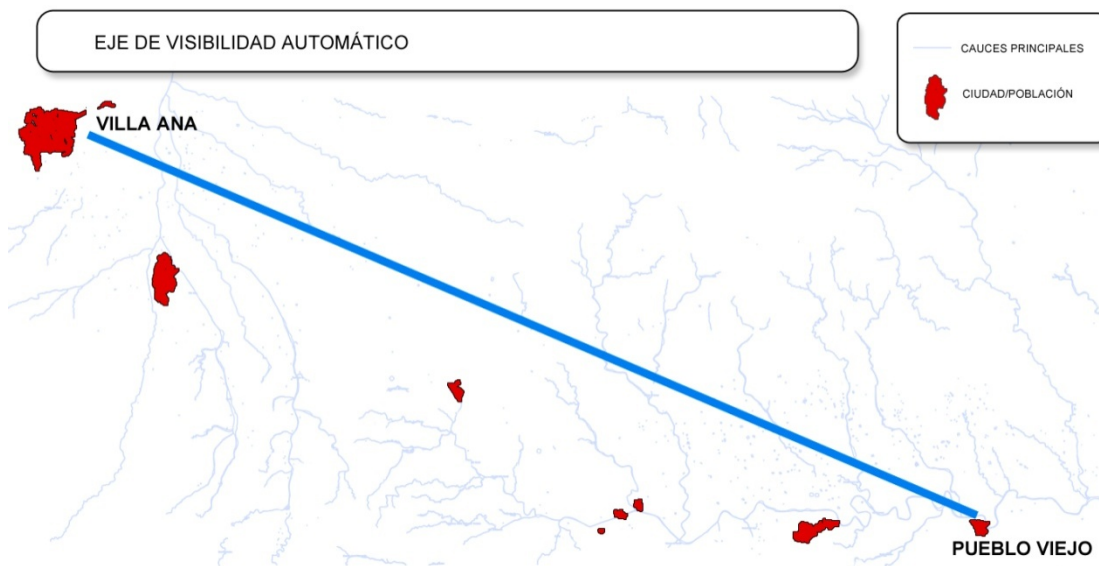 EJE DE VISIBILIDAD AUTOMÁTICO
CAUCES PRINCIPALES
CIUDAD/POBLACIÓN
VILLA ANA
PUEBLO VIEJO